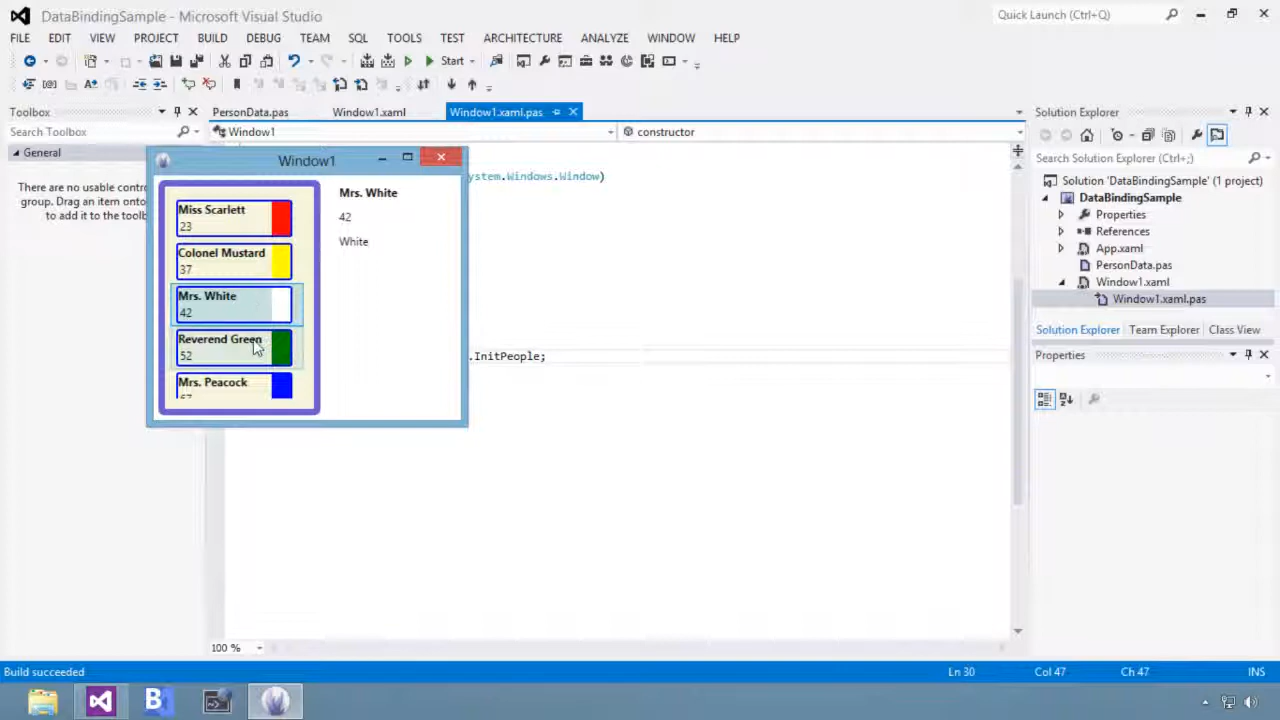 DataBindingSample - Microsoft Visual Studio
Quick Launch (Ctrl+Q)
FILE EDIT VIEW PROJECT BUILD DEBUG TEAM SQL TOOLS TEST ARCHITECTURE ANALYZE WINDOW HELP
Start
Toolbox
PersonData.pas Window1.xaml Window1.xaml.pas
Solution Explorer
Search Toolbox
Window1
constructor
General
There are no usable contr
group. Drag an item onto
to add it to the toolb
Window1
Miss Scarlett
23
Colonel Mustard
37
Mrs. White
42
Reverend Green
52
Mrs. Peacock
67
Mrs. White
42
White
ystem.Windows.Window)
.InitPeople;
Search Solution Explorer (Ctrl+;)
Solution 'DataBindingSample' (1 project)
DataBindingSample
Properties
References
App.xaml
PersonData.pas
Window1.xaml
Window1.xaml.pas
Solution Explorer Team Explorer Class View
Properties
100 %
Build succeeded
Ln 30 Col 47 Ch 47 INS
B